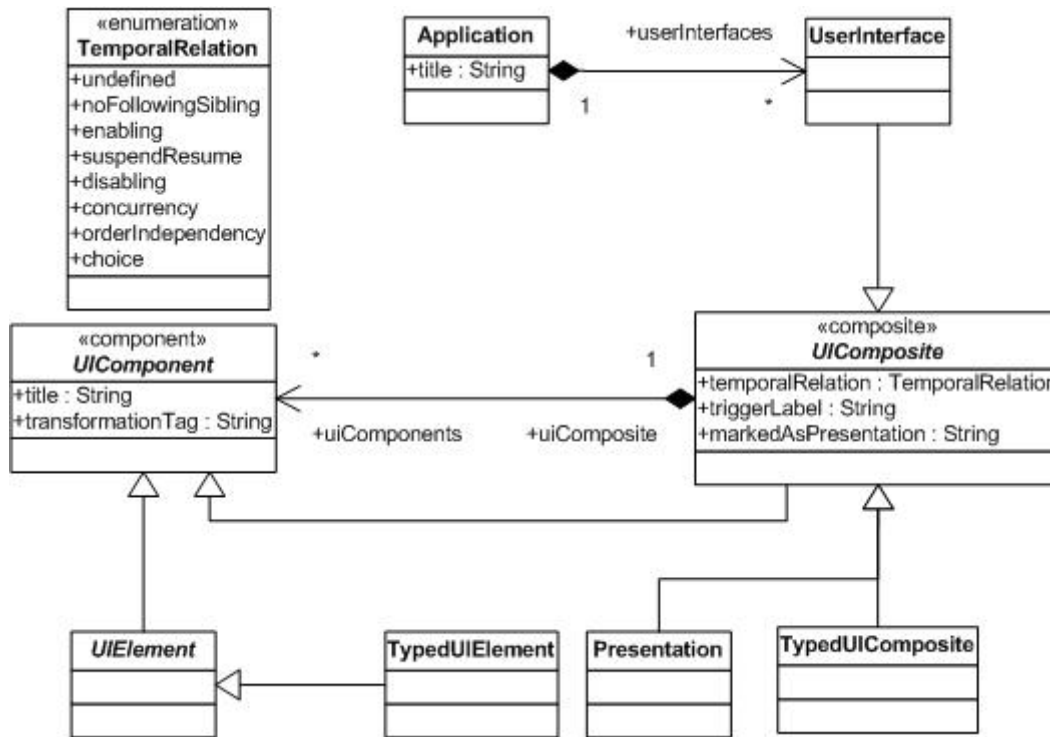 «enumeration»
TemporalRelation
+undefined
+noFollowingSibling
+enabling
+suspendResume
+disabling
+concurrency
+orderIndependency
+choice
Application
+title : String
+userInterfaces
1
*
UserInterface
«component»
UIComponent
+title : String
+transformationTag : String
*
1
+uiComponents
+uiComposite
«composite»
UIComposite
+temporalRelation : TemporalRelation
+triggerLabel : String
+markedAsPresentation : String
UIElement
TypedUIElement
Presentation
TypedUIComposite